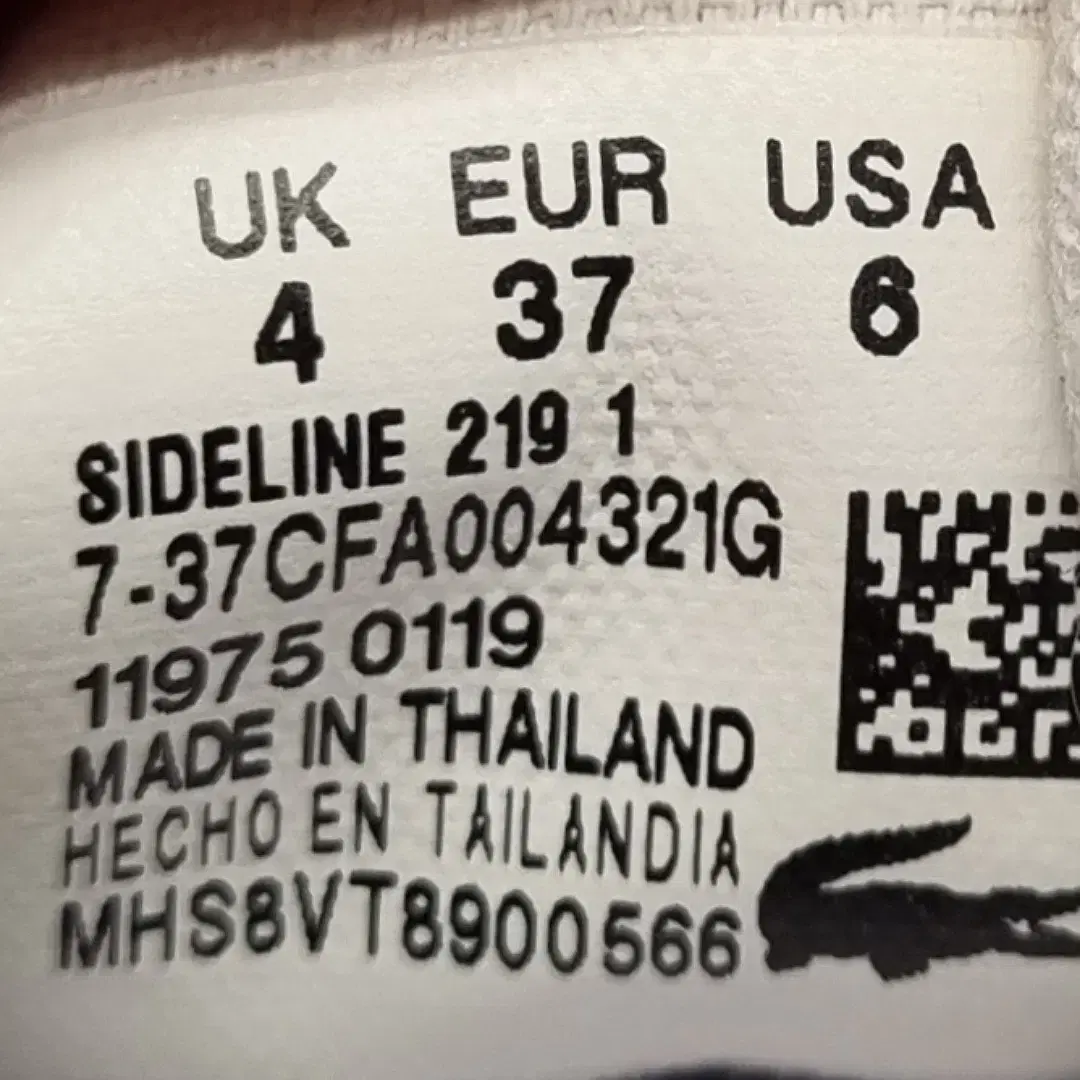 UK EUR USA
4 37 6
SIDELINE 219 1
7-37CFA004321G
11975 0119
MADE IN THAILAND
HECHO EN TAILANDIA
MHS8VT8900566